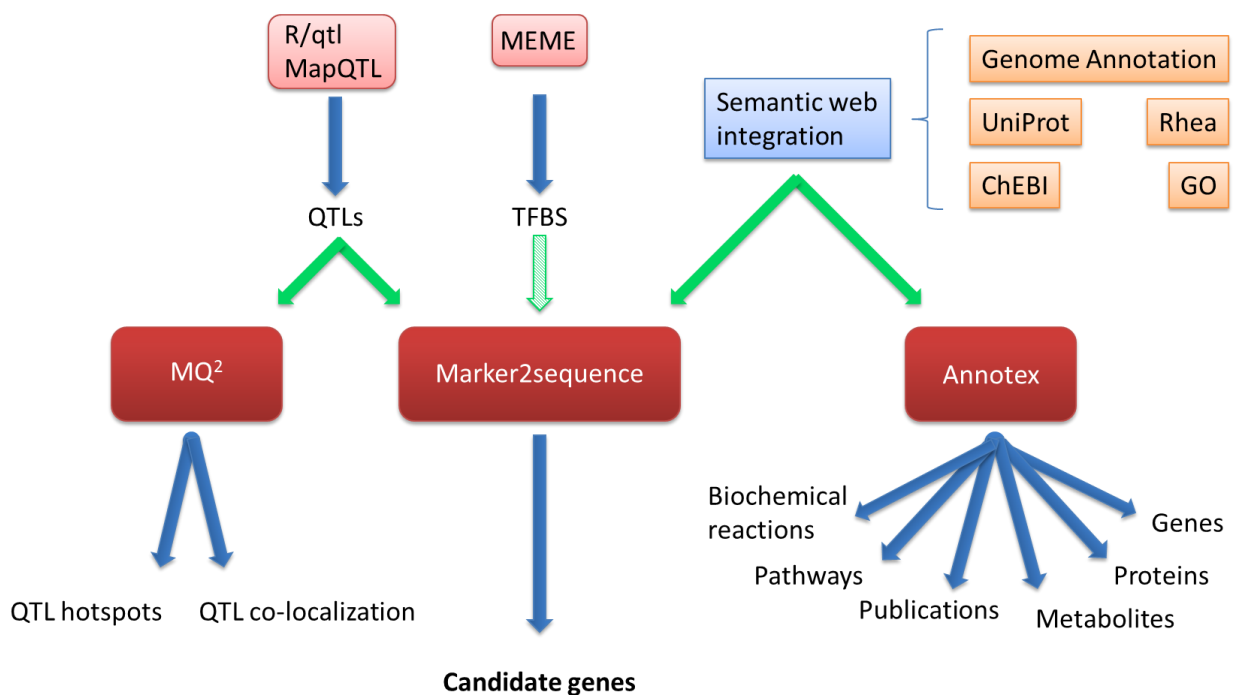 R/qtl
MapQTL
MEME
Genome Annotation
Semantic web
integration
UniProt
Rhea
ChEBI
GO
QTLs
TFBS
MQ²
Marker2sequence
Annotex
Biochemical
reactions
Genes
Pathways
Proteins
Publications
Metabolites
QTL hotspots
QTL co-localization
Candidate genes